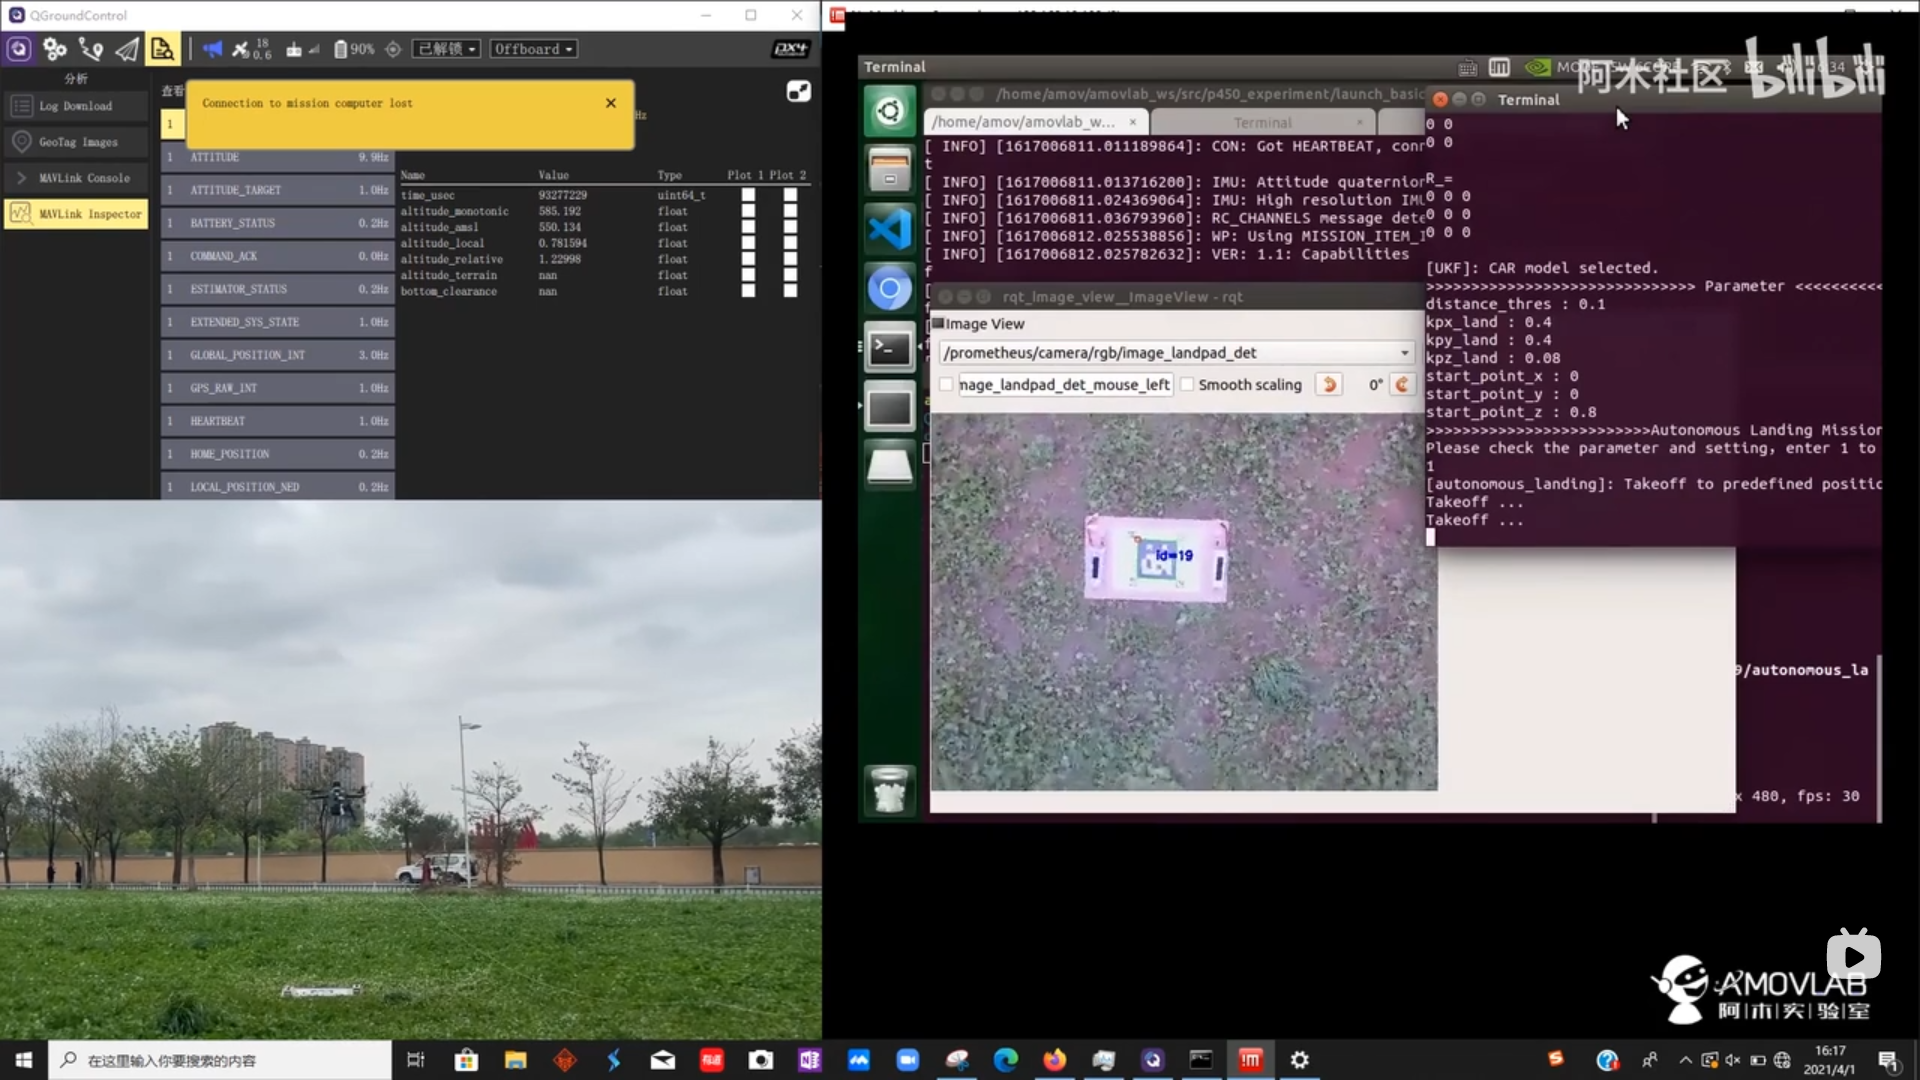 QGroundControl
18
0.6
90%
已解锁
Offboard
PX4
分析
查看
Log Download
GeoTag Images
MAVLink Console
MAVLink Inspector
Connection to mission computer lost
Hz
1
1 ATTITUDE 9.9Hz
1 ATTITUDE_TARGET 1.0Hz
1 BATTERY_STATUS 0.2Hz
1 COMMAND_ACK 0.0Hz
1 ESTIMATOR_STATUS 0.2Hz
1 EXTENDED_SYS_STATE 1.0Hz
1 GLOBAL_POSITION_INT 3.0Hz
1 GPS_RAW_INT
1 HEARTBEAT 1.0Hz
1 HOME_POSITION 0.2Hz
1 LOCAL_POSITION_NED 0.2Hz
Name Value Type Plot 1 Plot 2
time_usec 93277229 uint64_t
altitude_monotonic 585.192 float
altitude_amsl 550.134 float
altitude_local 0.781594 float
altitude_relative 1.22998 float
altitude_terrain nan float
bottom_clearance nan float
Terminal
阿木社区 bilibili
/home/amov/amovlab_ws/src/p450_experiment/launch_basic
/home/amov/amovlab_w...
Terminal
[ INFO] [1617006811.011189864]: CON: Got HEARTBEAT, conn
t
[ INFO] [1617006811.013716200]: IMU: Attitude quaternion
[ INFO] [1617006811.024369064]: IMU: High resolution IMU
[ INFO] [1617006811.036793960]: RC_CHANNELS message dete
[ INFO] [1617006812.025538856]: WP: Using MISSION_ITEM_I
[ INFO] [1617006812.025782632]: VER: 1.1: Capabilities
f
rqt_image_view__ImageView - rqt
Image View
/prometheus/camera/rgb/image_landpad_det
mage_landpad_det_mouse_left
Smooth scaling
0°
id=19
Terminal
0 0
0 0
R_=
0 0 0
0 0 0
0 0 0
[UKF]: CAR model selected.
>>>>>>>>>>>>>>>>>>>>>>>>>>>>>> Parameter <<<<<<<<<<
distance_thres : 0.1
kpx_land : 0.4
kpy_land : 0.4
kpz_land : 0.08
start_point_x : 0
start_point_y : 0
start_point_z : 0.8
>>>>>>>>>>>>>>>>>>>>>>>>>Autonomous Landing Mission
Please check the parameter and setting, enter 1 to
1
[autonomous_landing]: Takeoff to predefined positic
Takeoff ...
Takeoff ...
9/autonomous_la
x 480, fps: 30
AMOVLAB
阿|木|实|验|室
在这里输入你要搜索的内容
16:17
2021/4/1